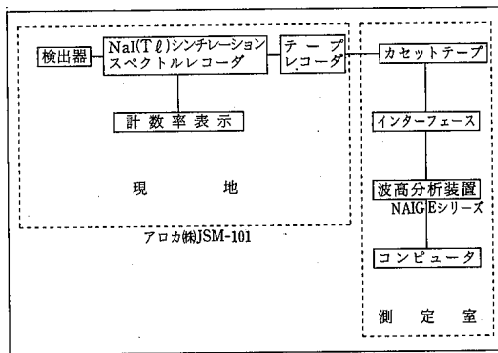 検出器
NaI(Tℓ)シンチレーション
スペクトルレコーダ
テープ
レコーダ
カセットテープ
計数率表示
インターフェース
現地
波高分析装置
NAIG Eシリーズ
アロカ㈱JSM-101
コンピュータ
測定室